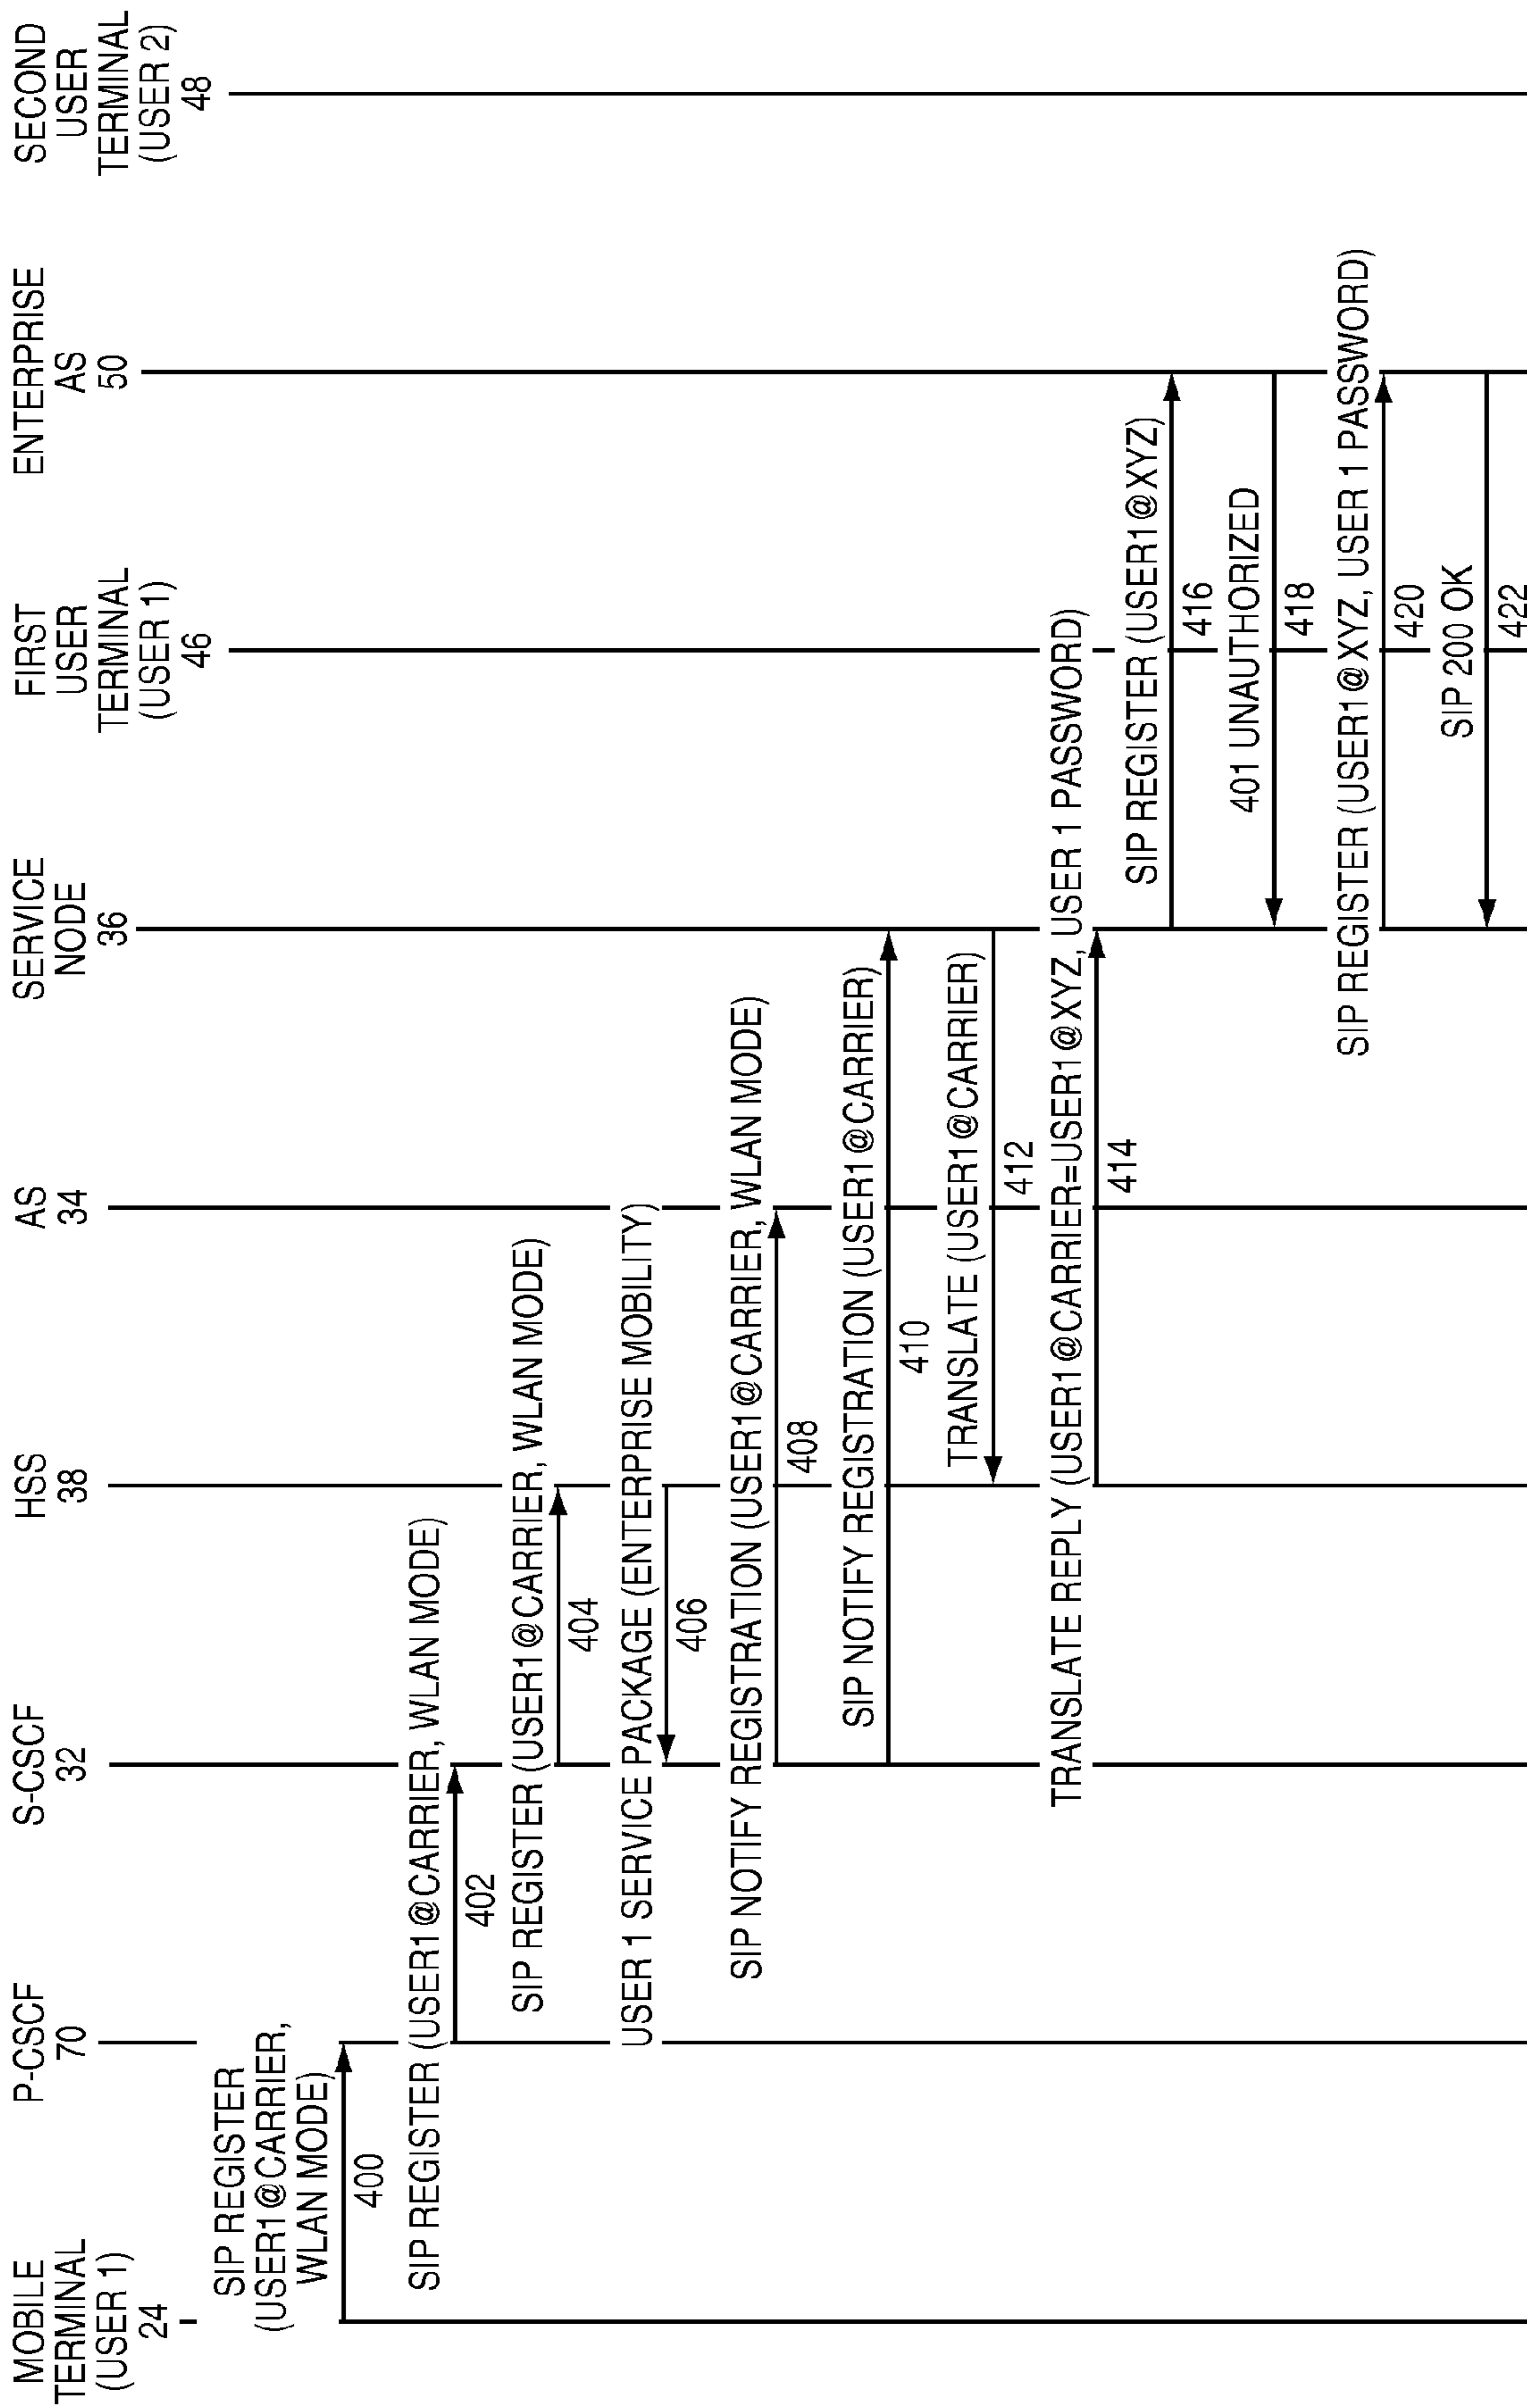 MOBILE
TERMINAL
(USER 1)
24
P-CSCF
70
S-CSCF
32
HSS
38
AS
34
SERVICE
NODE
36
FIRST
USER
TERMINAL
(USER 1)
46
ENTERPRISE
AS
50
SECOND
USER
TERMINAL
(USER 2)
48
SIP REGISTER
(USER1@CARRIER,
WLAN MODE)
400
SIP REGISTER (USER1@CARRIER, WLAN MODE)
402
SIP REGISTER (USER1@CARRIER, WLAN MODE)
404
USER 1 SERVICE PACKAGE (ENTERPRISE MOBILITY)
406
SIP NOTIFY REGISTRATION (USER1@CARRIER, WLAN MODE)
408
SIP NOTIFY REGISTRATION (USER1@CARRIER)
410
TRANSLATE (USER1@CARRIER)
412
TRANSLATE REPLY (USER1@CARRIER=USER1@XYZ, USER 1 PASSWORD)
414
SIP REGISTER (USER1@XYZ)
416
401 UNAUTHORIZED
418
SIP REGISTER (USER1@XYZ, USER 1 PASSWORD)
420
SIP 200 OK
422